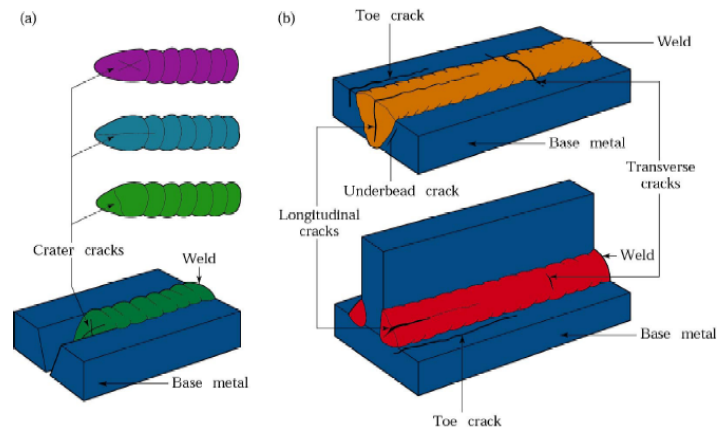 (a)
Crater cracks
Weld
Base metal
(b)
Toe crack
Weld
Base metal
Underbead crack
Transverse
cracks
Longitudinal
cracks
Weld
Base metal
Toe crack